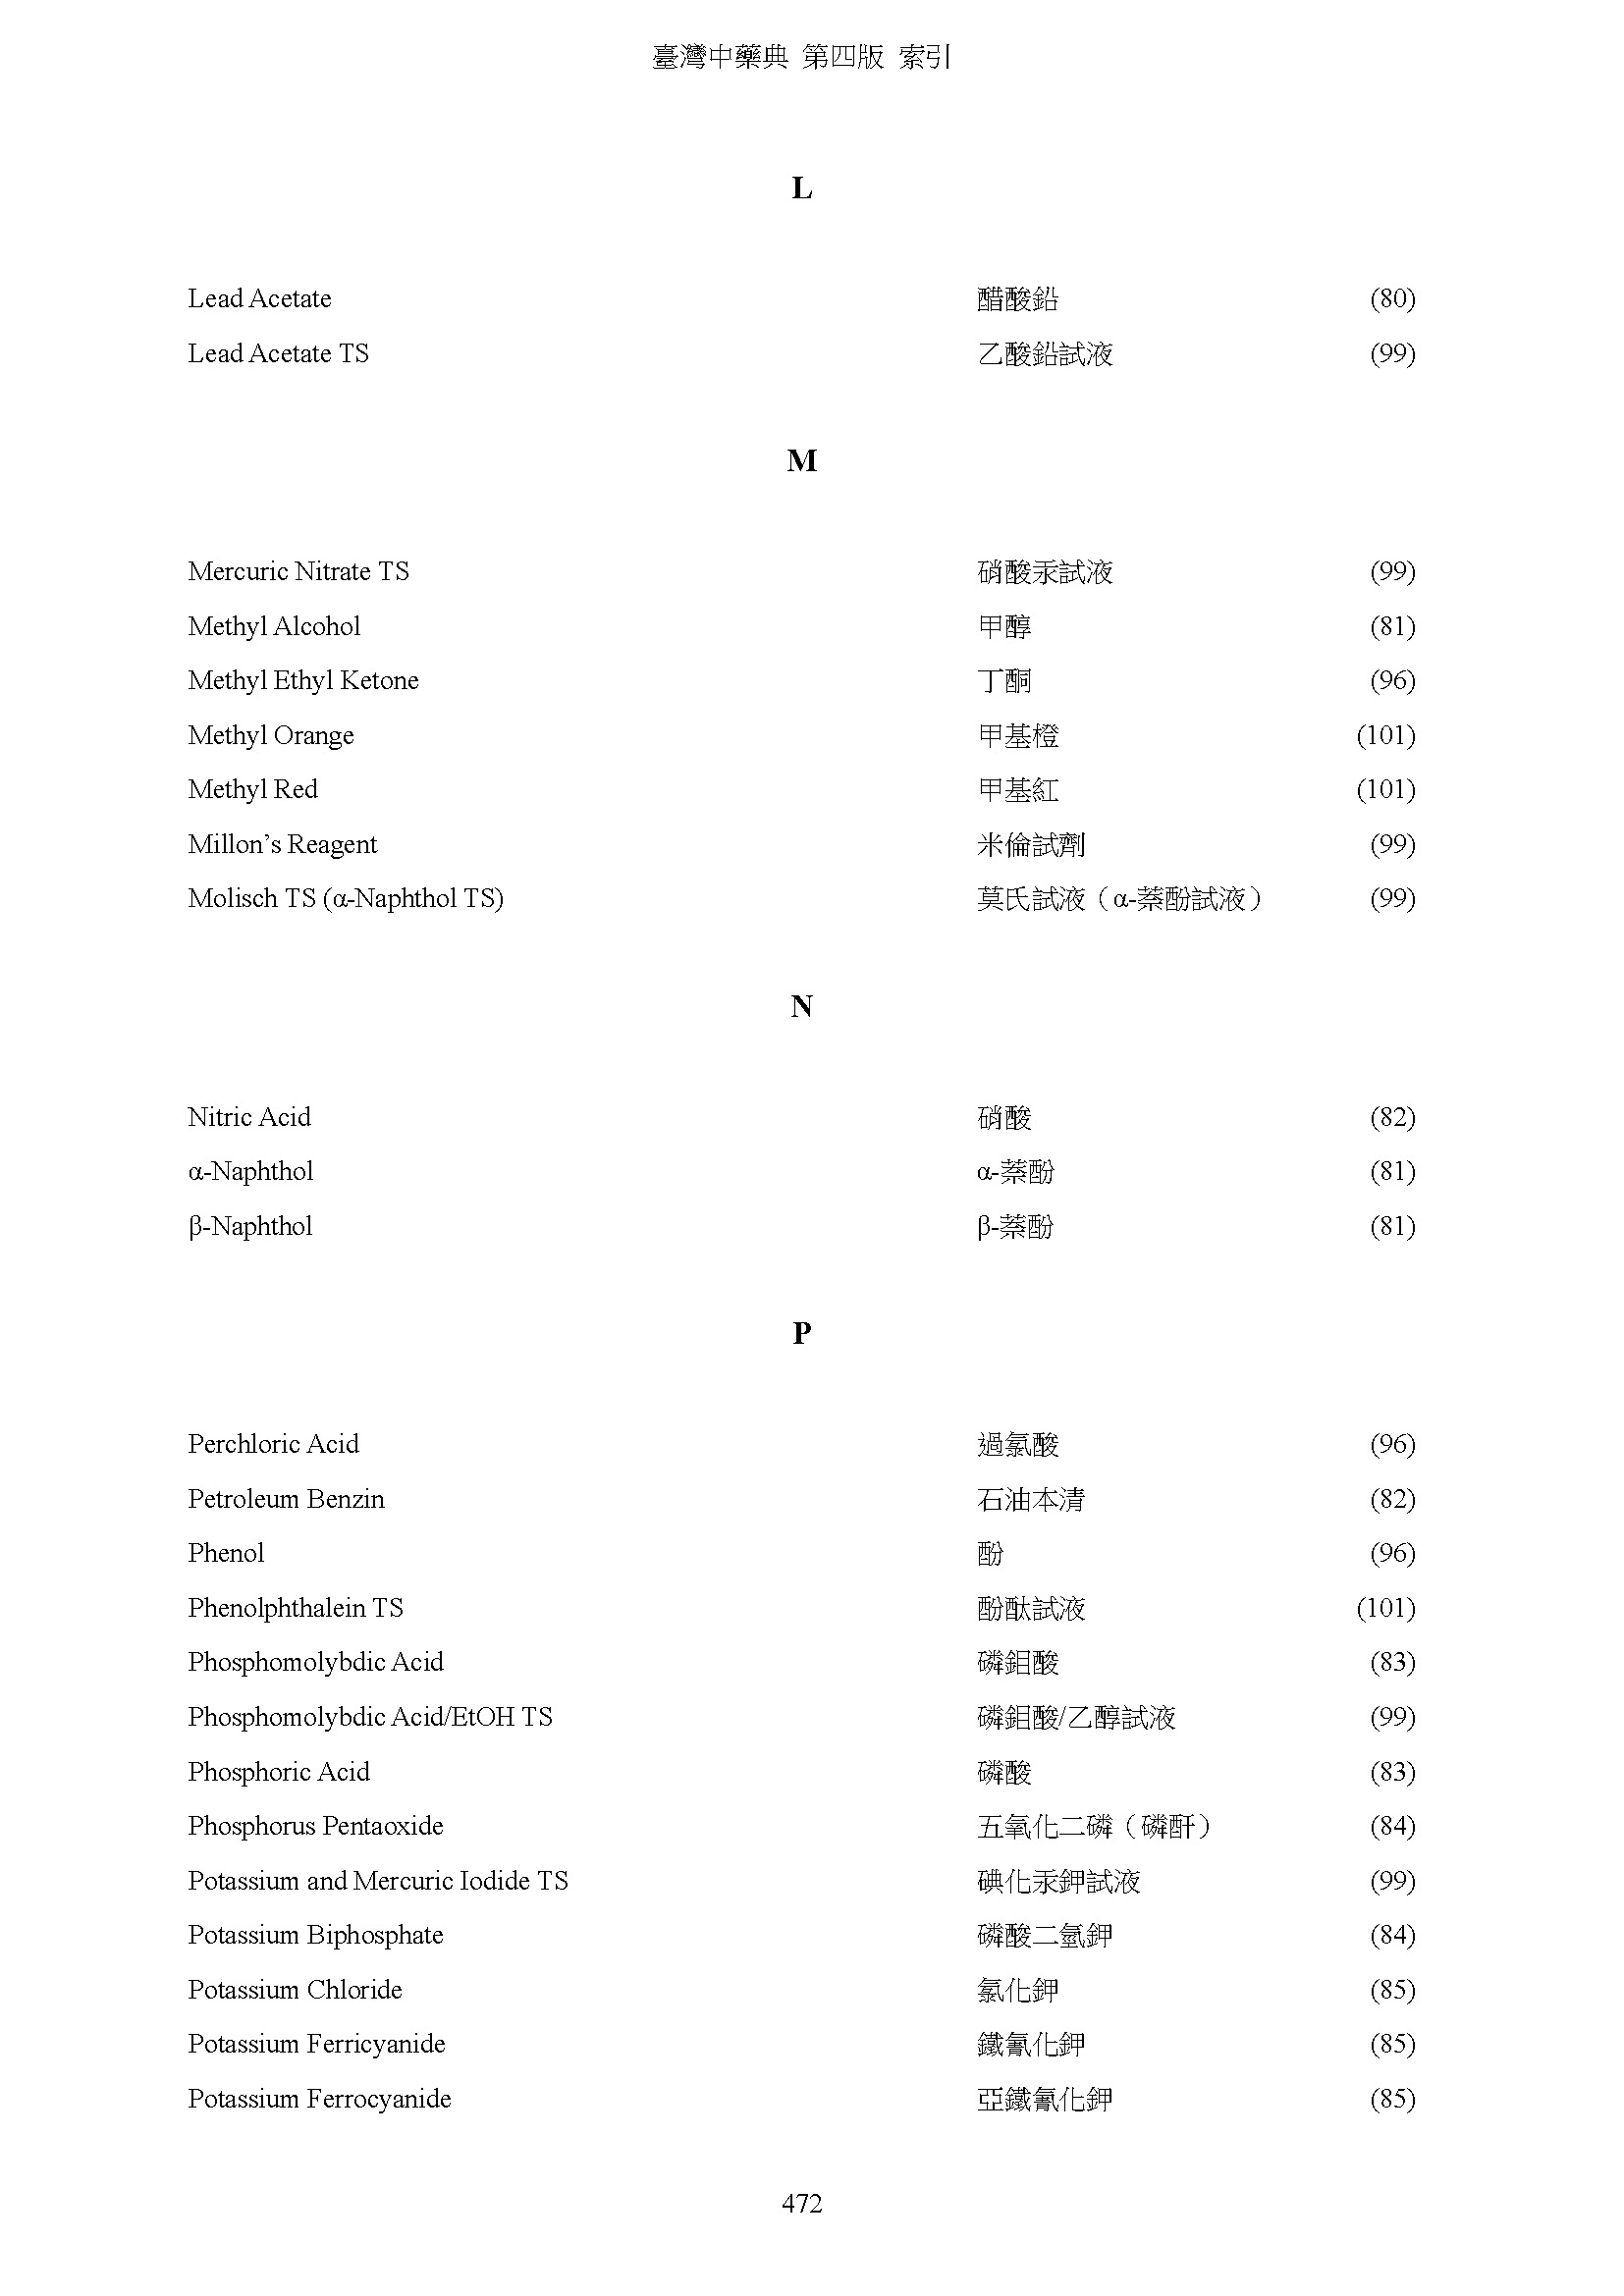 臺灣中藥典 第四版 索引
L
Lead Acetate 醋酸鉛 (80)
Lead Acetate TS 乙酸鉛試液 (99)
M
Mercuric Nitrate TS 硝酸汞試液 (99)
Methyl Alcohol 甲醇 (81)
Methyl Ethyl Ketone 丁酮 (96)
Methyl Orange 甲基橙 (101)
Methyl Red 甲基紅 (101)
Millon’s Reagent 米倫試劑 (99)
Molisch TS (α-Naphthol TS) 莫氏試液（α-萘酚試液） (99)
N
Nitric Acid 硝酸 (82)
α-Naphthol α-萘酚 (81)
β-Naphthol β-萘酚 (81)
P
Perchloric Acid 過氯酸 (96)
Petroleum Benzin 石油本清 (82)
Phenol 酚 (96)
Phenolphthalein TS 酚酞試液 (101)
Phosphomolybdic Acid 磷鉬酸 (83)
Phosphomolybdic Acid/EtOH TS 磷鉬酸/乙醇試液 (99)
Phosphoric Acid 磷酸 (83)
Phosphorus Pentaoxide 五氧化二磷（磷酐） (84)
Potassium and Mercuric Iodide TS 碘化汞鉀試液 (99)
Potassium Biphosphate 磷酸二氫鉀 (84)
Potassium Chloride 氯化鉀 (85)
Potassium Ferricyanide 鐵氰化鉀 (85)
Potassium Ferrocyanide 亞鐵氰化鉀 (85)
472